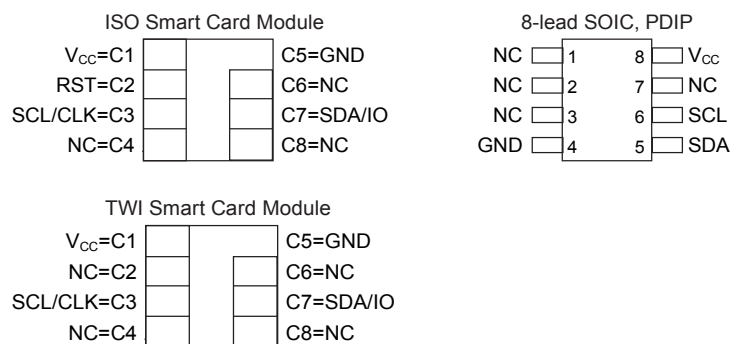 ISO Smart Card Module
VCC=C1
C5=GND
RST=C2
C6=NC
SCL/CLK=C3
C7=SDA/IO
NC=C4
C8=NC
8-lead SOIC, PDIP
NC 1 8 VCC
NC 2 7 NC
NC 3 6 SCL
GND 4 5 SDA
TWI Smart Card Module
VCC=C1
C5=GND
NC=C2
C6=NC
SCL/CLK=C3
C7=SDA/IO
NC=C4
C8=NC